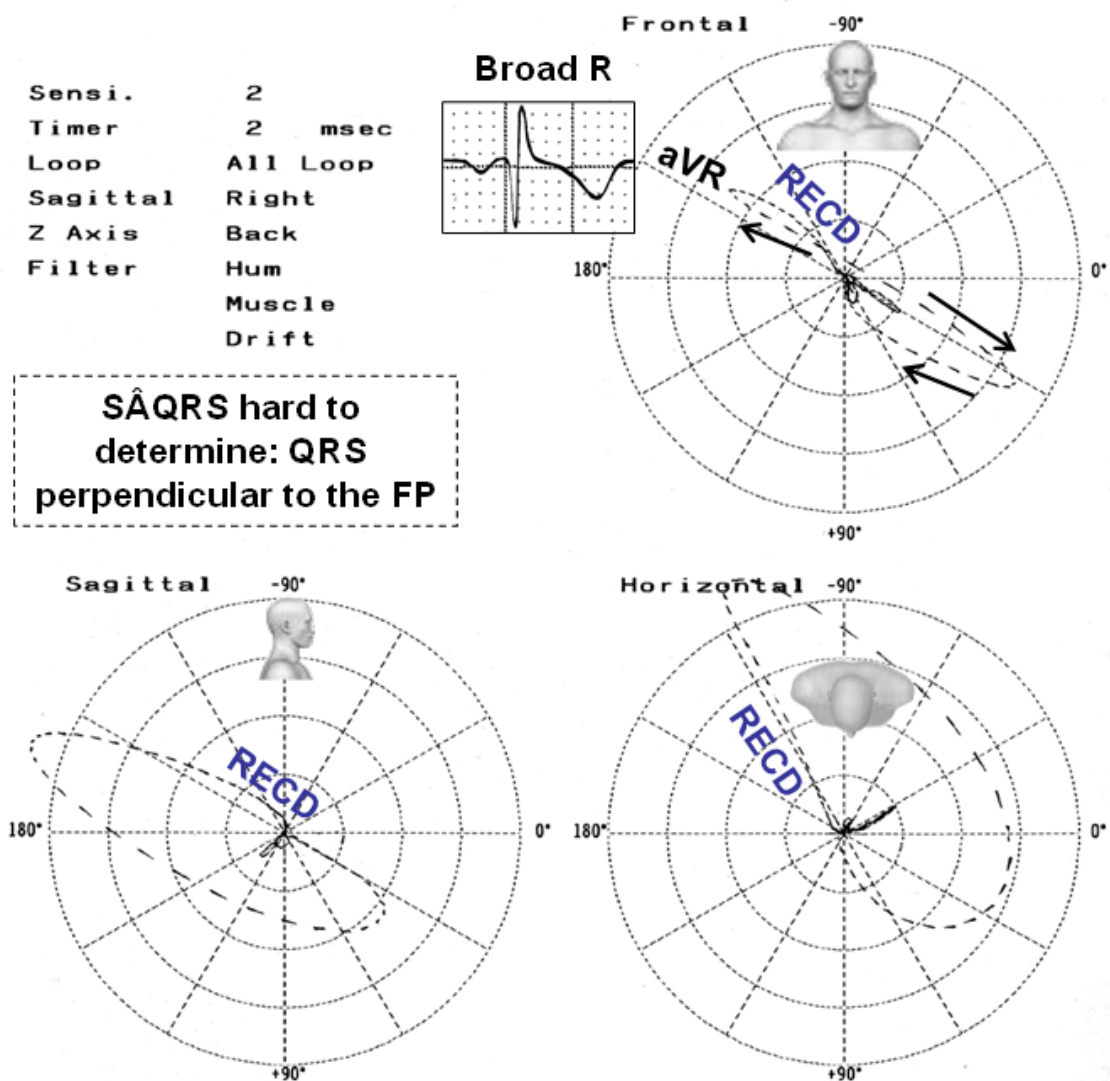 Frontal
-90°
Broad R
Sensi. 2
Timer 2 msec
Loop All Loop
Sagittal Right
Z Axis Back
Filter Hum
Muscle
Drift
aVR
RECD
180°
0°
+90°
SÂQRS hard to
determine: QRS
perpendicular to the FP
Sagittal
-90°
RECD
180°
0°
+90°
Horizontal
-90°
RECD
180°
0°
+90°